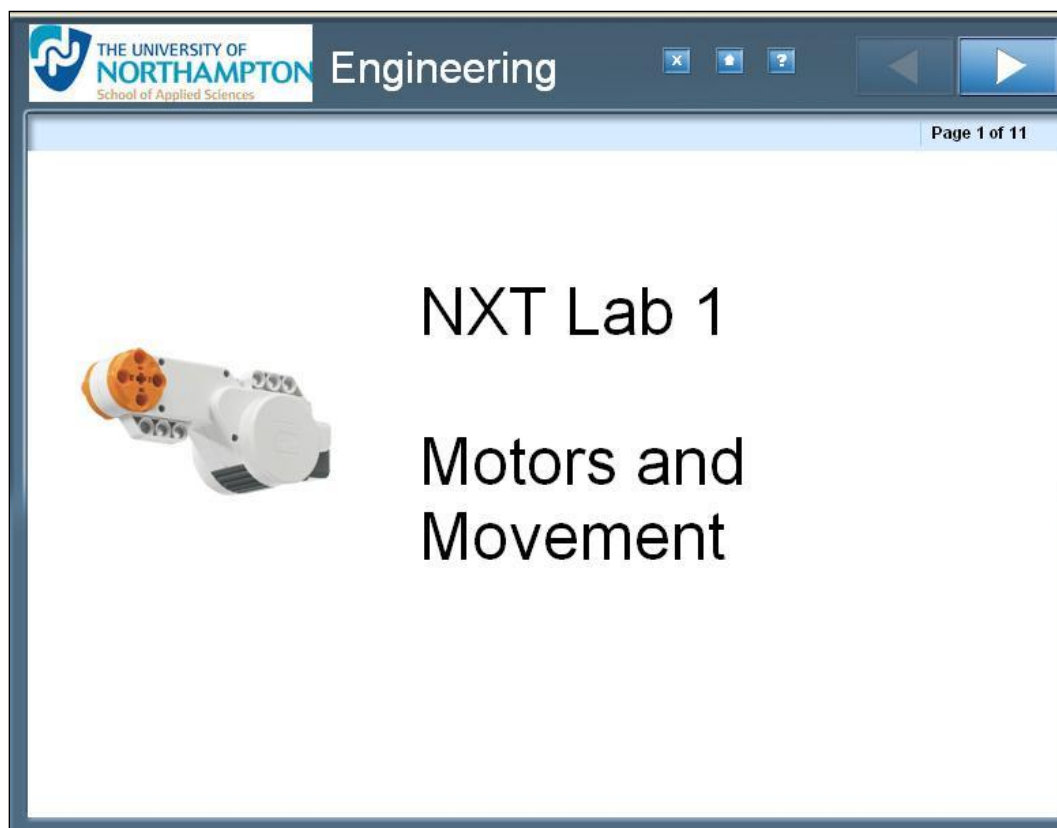 THE UNIVERSITY OF
NORTHAMPTON
School of Applied Sciences
Engineering
X
?
Page 1 of 11
NXT Lab 1
Motors and
Movement